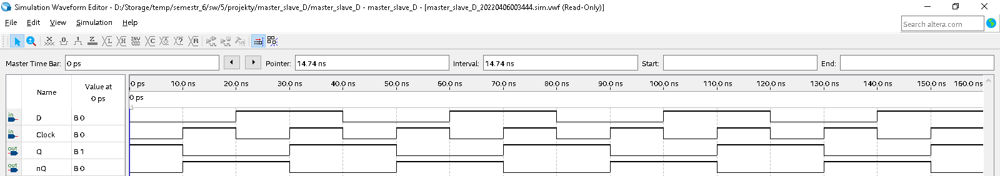 Simulation Waveform Editor - D:/Storage/temp/semestr_6/sw/5/projekty/master_slave_D/master_slave_D - master_slave_D - [master_slave_D_20220406003444.sim.vwf (Read-Only)]
File Edit View Simulation Help
Search altera.com
Master Time Bar: 0 ps Pointer: 14.74 ns Interval: 14.74 ns Start: End:
Name Value at 0 ps
0 ps 10.0 ns 20.0 ns 30.0 ns 40.0 ns 50.0 ns 60.0 ns 70.0 ns 80.0 ns 90.0 ns 100.0 ns 110.0 ns 120.0 ns 130.0 ns 140.0 ns 150.0 ns 160.0 ns
0 ps
in D B 0
in Clock B 0
out Q B 1
out nQ B 0